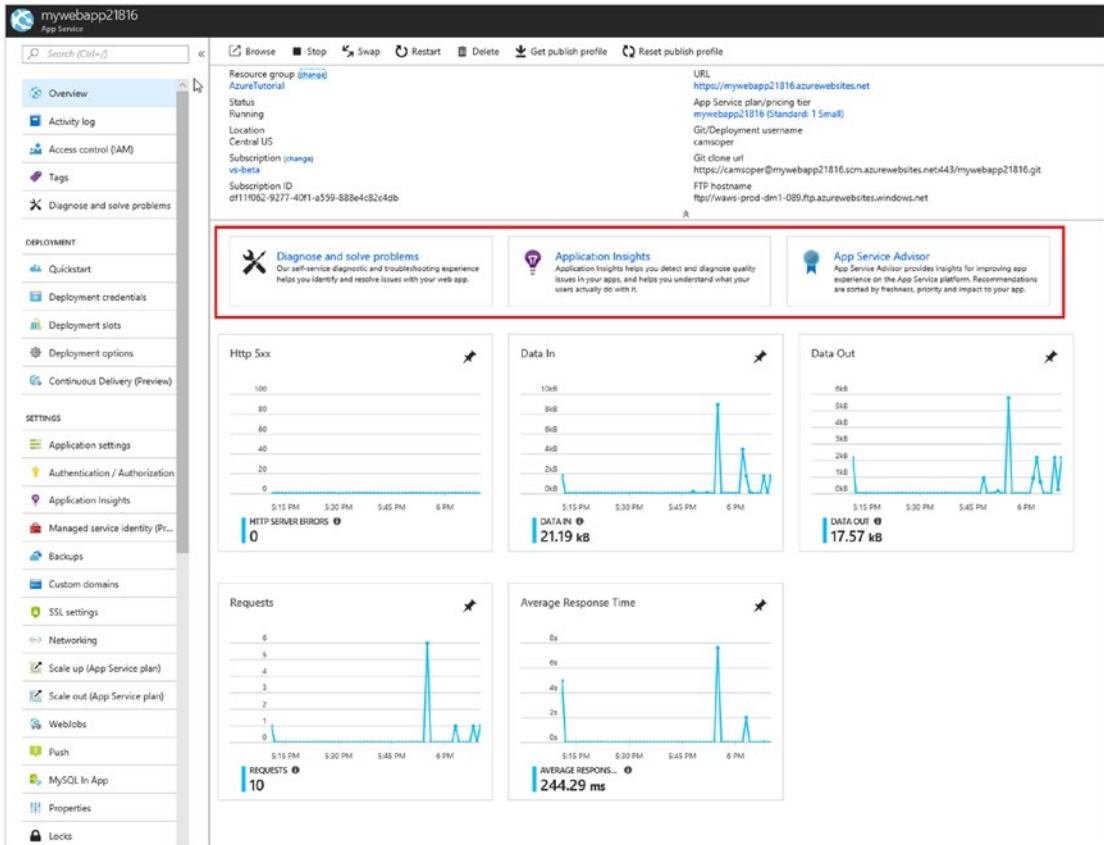 mywebapp21816
App Service
Search (Ctrl+/)
Overview
Activity log
Access control (IAM)
Tags
Diagnose and solve problems
DEPLOYMENT
Quickstart
Deployment credentials
Deployment slots
Deployment options
Continuous Delivery (Preview)
SETTINGS
Application settings
Authentication / Authorization
Application Insights
Managed service identity (Pr...
Backups
Custom domains
SSL settings
Networking
Scale up (App Service plan)
Scale out (App Service plan)
WebJobs
Push
MySQL In App
Properties
Locks
Browse Stop Swap Restart Delete Get publish profile Reset publish profile
Resource group (change)
AzureTutorial
Status
Running
Location
Central US
Subscription (change)
vs-beta
Subscription ID
df11f062-9277-40f1-a559-888e4c82c4db
URL
https://mywebapp21816.azurewebsites.net
App Service plan/pricing tier
mywebapp21816 (Standard: 1 Small)
Git/Deployment username
camsoper
Git clone url
https://camsoper@mywebapp21816.scm.azurewebsites.net:443/mywebapp21816.git
FTP hostname
ftp://waws-prod-dm1-089.ftp.azurewebsites.windows.net
Diagnose and solve problems
Our self-service diagnostic and troubleshooting experience
helps you identify and resolve issues with your web app.
Application Insights
Application Insights helps you detect and diagnose quality
issues in your apps, and helps you understand what your
users actually do with it.
App Service Advisor
App Service Advisor provides insights for improving app
experience on the App Service platform. Recommendations
are sorted by freshness, priority and impact to your app.
Http 5xx
100
80
60
40
20
0
5:15 PM 5:30 PM 5:45 PM 6 PM
HTTP SERVER ERRORS
0
Data In
10kB
8kB
6kB
4kB
2kB
0kB
5:15 PM 5:30 PM 5:45 PM 6 PM
DATA IN
21.19 kB
Data Out
6kB
5kB
4kB
3kB
2kB
1kB
0kB
5:15 PM 5:30 PM 5:45 PM 6 PM
DATA OUT
17.57 kB
Requests
6
5
4
3
2
1
0
5:15 PM 5:30 PM 5:45 PM 6 PM
REQUESTS
10
Average Response Time
8s
6s
4s
2s
0s
5:15 PM 5:30 PM 5:45 PM 6 PM
AVERAGE RESPONS...
244.29 ms